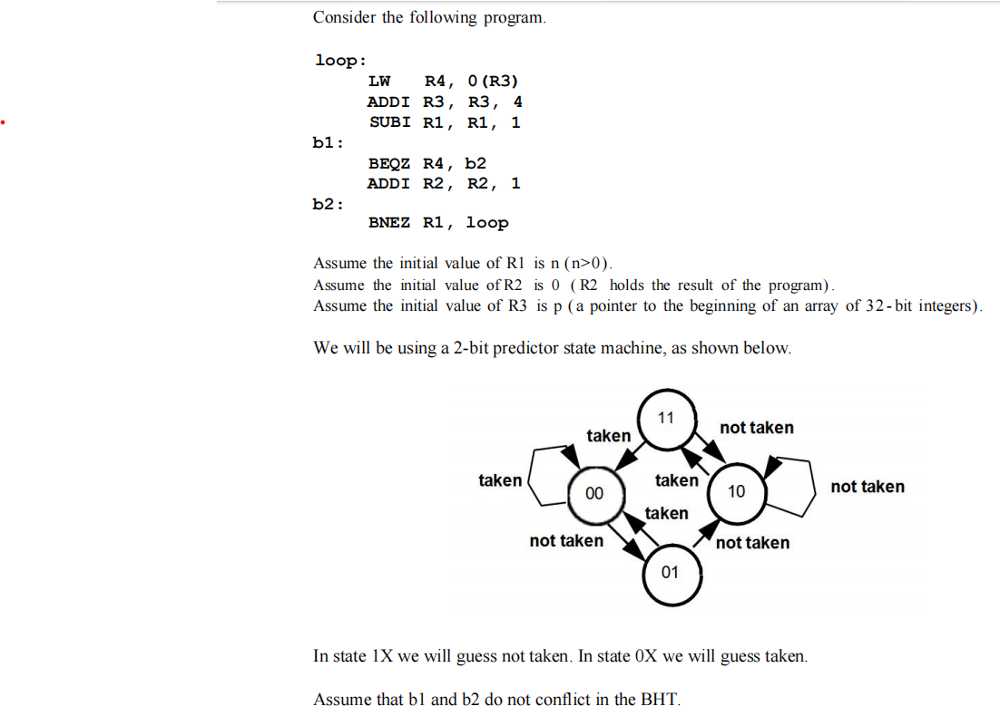 Consider the following program.
loop:
LW R4, 0(R3)
ADDI R3, R3, 4
SUBI R1, R1, 1
b1:
BEQZ R4, b2
ADDI R2, R2, 1
b2:
BNEZ R1, loop
Assume the initial value of R1 is n (n>0).
Assume the initial value of R2 is 0 (R2 holds the result of the program).
Assume the initial value of R3 is p (a pointer to the beginning of an array of 32-bit integers).
We will be using a 2-bit predictor state machine, as shown below.
11
taken
not taken
taken
00
taken
10
not taken
taken
not taken
not taken
01
In state 1X we will guess not taken. In state 0X we will guess taken.
Assume that b1 and b2 do not conflict in the BHT.